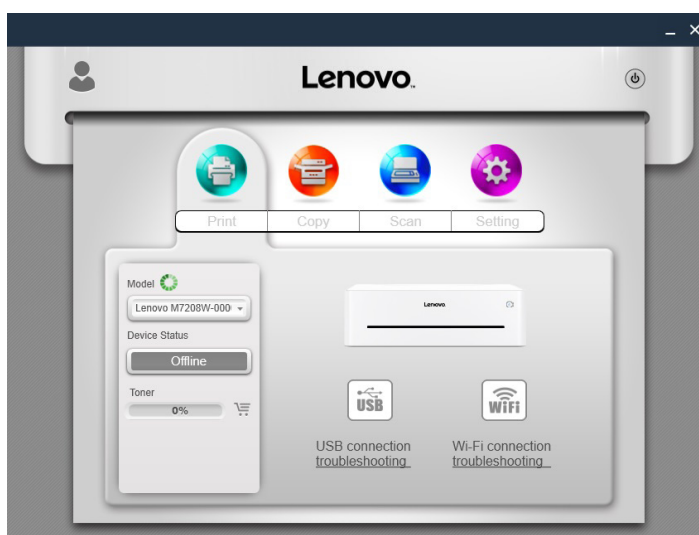 Lenovo
Print Copy Scan Setting
Model
Lenovo M7208W-000
Device Status
Offline
Toner
0%
Lenovo
USB
WiFi
USB connection
troubleshooting
Wi-Fi connection
troubleshooting